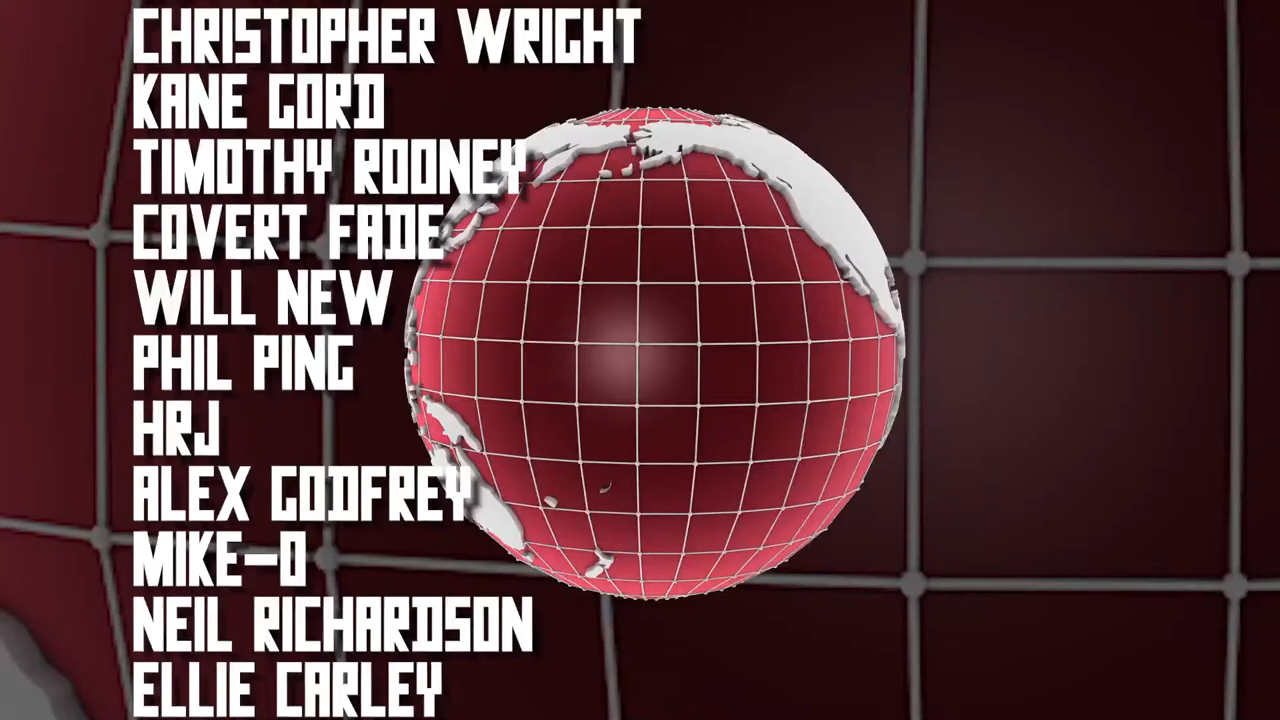 CHRISTOPHER WRIGHT
KANE GORD
TIMOTHY ROONEY
COVERT FADE
WILL NEW
PHIL PING
HRJ
ALEX GODFREY
MIKE-O
NEIL RICHARDSON
ELLIE CARLEY